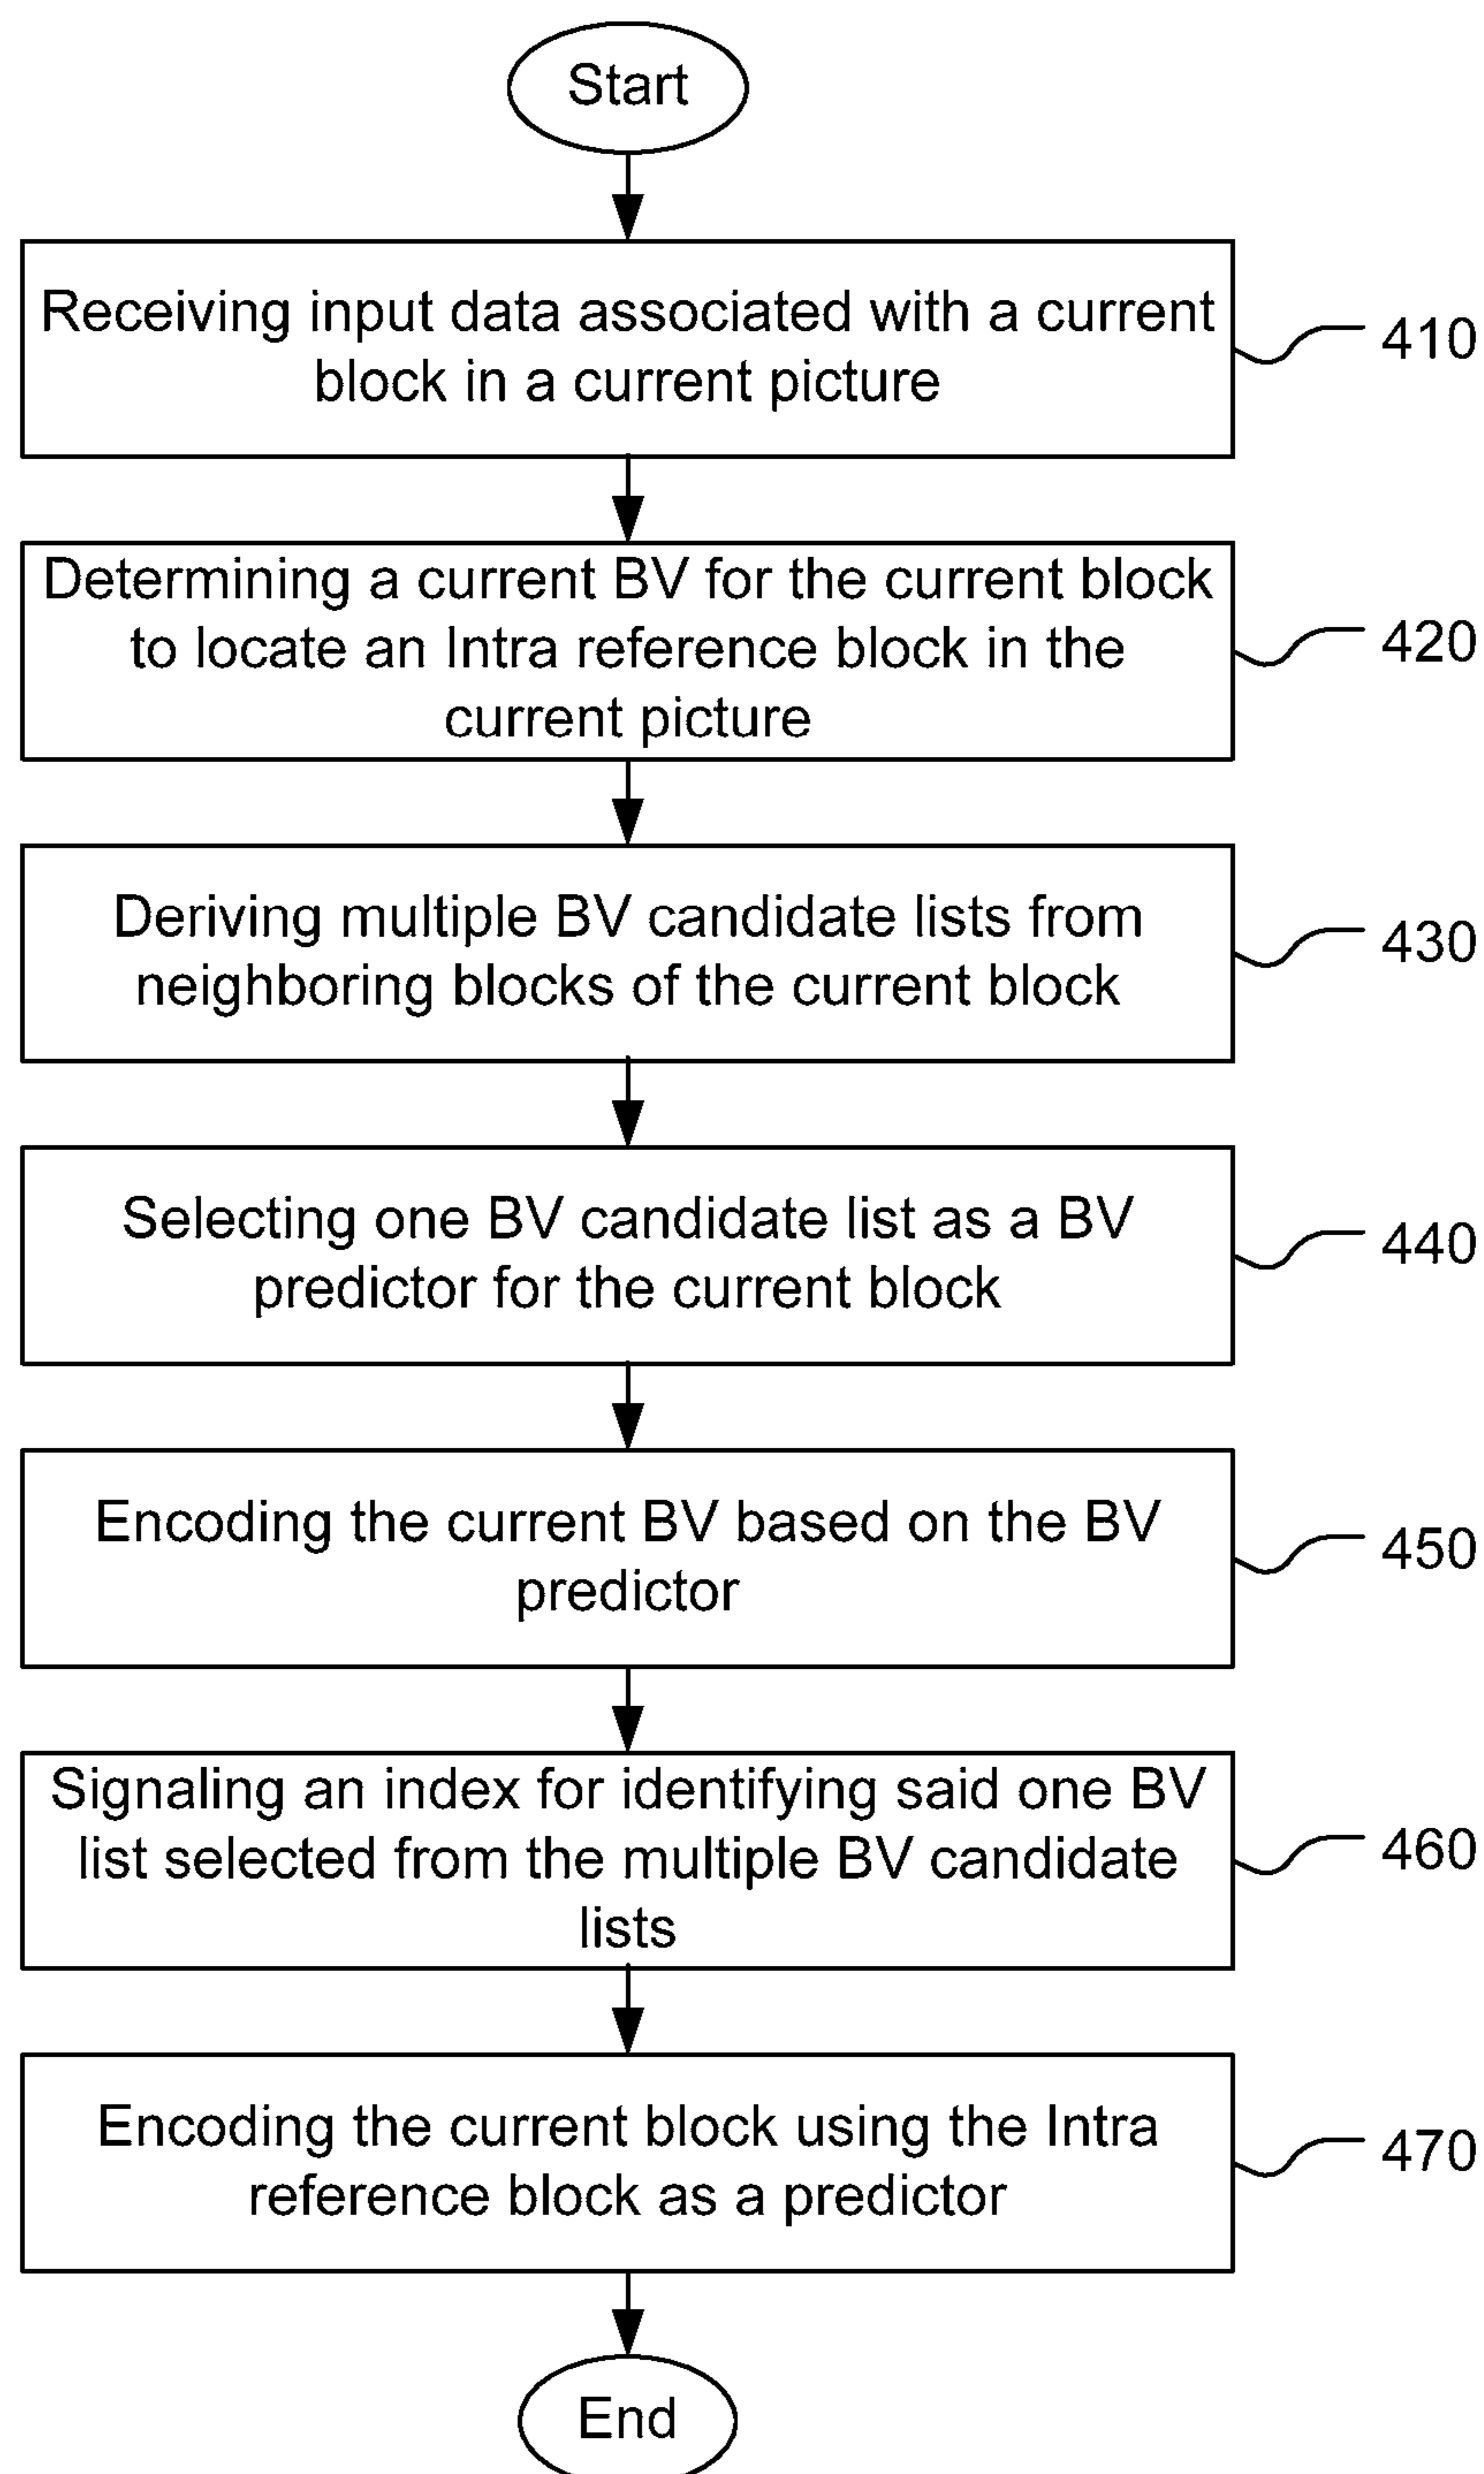 Start
Receiving input data associated with a current
block in a current picture
410
Determining a current BV for the current block
to locate an Intra reference block in the
current picture
420
Deriving multiple BV candidate lists from
neighboring blocks of the current block
430
Selecting one BV candidate list as a BV
predictor for the current block
440
Encoding the current BV based on the BV
predictor
450
Signaling an index for identifying said one BV
list selected from the multiple BV candidate
lists
460
Encoding the current block using the Intra
reference block as a predictor
470
End